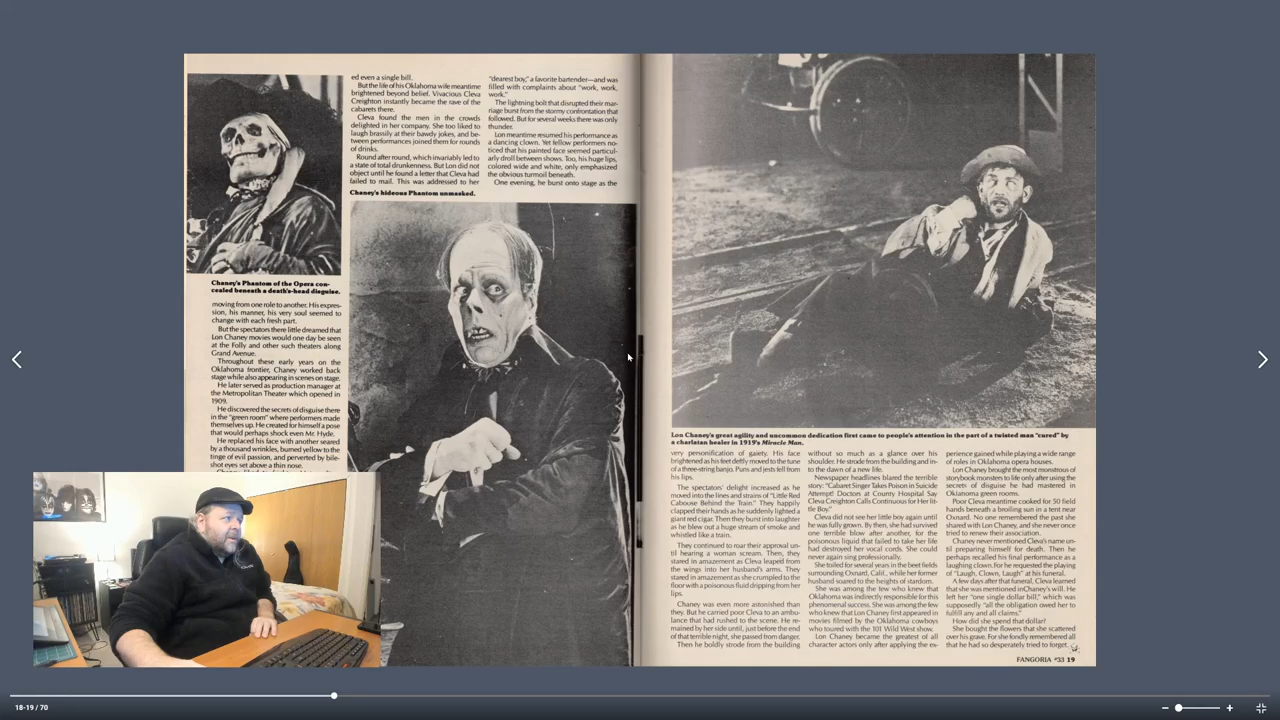 ed even a single bill.
But the life of his Oklahoma wife meantime
brightened beyond belief. Vivacious Cleva
Creighton instantly became the rave of the
cabarets there.
Cleva found the men in the crowds
delighted in her company. She too liked to
laugh brassily at their bawdy jokes, and be-
tween performances joined them for rounds
of drinks.
Round after round, which invariably led to
a state of total drunkenness. But Lon did not
object until he found a letter that Cleva had
failed to mail. This was addressed to her
"dearest boy," a favorite bartender—and was
filled with complaints about "work, work,
work."
The lightning bolt that disrupted their mar-
riage burst from the stormy confrontation that
followed. But for several weeks there was only
thunder.
Lon meantime resumed his performance as
a dancing clown. Yet fellow performers no-
ticed that his painted face seemed particul-
arly droll between shows. Too, his huge lips,
colored wide and white, only emphasized
the obvious turmoil beneath.
One evening, he burst onto stage as the
Chaney's hideous Phantom unmasked.
Chaney's Phantom of the Opera con-
cealed beneath a death's-head disguise.
moving from one role to another. His expres-
sion, his manner, his very soul seemed to
change with each fresh part.
But the spectators there little dreamed that
Lon Chaney movies would one day be seen
at the Folly and other such theaters along
Grand Avenue.
Throughout these early years on the
Oklahoma frontier, Chaney worked back
stage while also appearing in scenes on stage.
He later served as production manager at
the Metropolitan Theater which opened in
1909.
He discovered the secrets of disguise there
in the "green room" where performers made
themselves up. He created for himself a pose
that would perhaps shock even Mr. Hyde.
He replaced his face with another seared
by a thousand wrinkles, burned yellow to the
tinge of evil passion, and perverted by bile-
shot eyes set above a thin nose.
Lon Chaney's great agility and uncommon dedication first came to people's attention in the part of a twisted man "cured" by
a charlatan healer in 1919's Miracle Man.
very personification of gaiety. His face
brightened as his feet deftly moved to the tune
of a three-string banjo. Puns and jests fell from
his lips.
The spectators' delight increased as he
moved into the lines and strains of "Little Red
Cabouse Behind the Train." They happily
clapped their hands as he suddenly lighted a
giant red cigar. Then they burst into laughter
as he blew out a huge stream of smoke and
whistled like a train.
They continued to roar their approval un-
til hearing a woman scream. Then, they
stared in amazement as Cleva leaped from
the wings into her husband's arms. They
stared in amazement as she crumpled to the
floor with a poisonous fluid dripping from her
lips.
Chaney was even more astonished than
they. But he carried poor Cleva to an ambu-
lance that had rushed to the scene. He re-
mained by her side until, just before the end
of that terrible night, she passed from danger.
Then he boldly strode from the building
without so much as a glance over his
shoulder. He strode from the building and in-
to the dawn of a new life.
Newspaper headlines blared the terrible
story: "Cabaret Singer Takes Poison in Suicide
Attempt! Doctors at County Hospital Say
Cleva Creighton Calls Continuous for Her lit-
tle Boy."
Cleva did not see her little boy again until
he was fully grown. By then, she had survived
one terrible blow after another, for the
poisonous liquid that failed to take her life
had destroyed her vocal cords. She could
never again sing professionally.
She toiled for several years in the beet fields
surrounding Oxnard, Calif., while her former
husband soared to the heights of stardom.
She was among the few who knew that
Oklahoma was indirectly responsible for this
phenomenal success. She was among the few
who knew that Lon Chaney first appeared in
movies filmed by the Oklahoma cowboys
who toured with the 101 Wild West show.
Lon Chaney became the greatest of all
character actors only after applying the ex-
perience gained while playing a wide range
of roles in Oklahoma opera houses.
Lon Chaney brought the most monstrous of
storybook monsters to life only after using the
secrets of disguise he had mastered in
Oklahoma green rooms.
Poor Cleva meantime cooked for 50 field
hands beneath a broiling sun in a tent near
Oxnard. No one remembered the past she
shared with Lon Chaney, and she never once
tried to renew their association.
Chaney never mentioned Cleva's name un-
til preparing himself for death. Then he
perhaps recalled his final performance as a
laughing clown. For he requested the playing
of "Laugh, Clown, Laugh" at his funeral.
A few days after that funeral, Cleva learned
that she was mentioned in Chaney's will. He
left her "one single dollar bill," which was
supposedly "all the obligation owed her to
fulfill any and all claims."
How did she spend that dollar?
She bought the flowers that she scattered
over his grave. For she fondly remembered all
that he had so desperately tried to forget.
FANGORIA #33 19
18-19 / 70